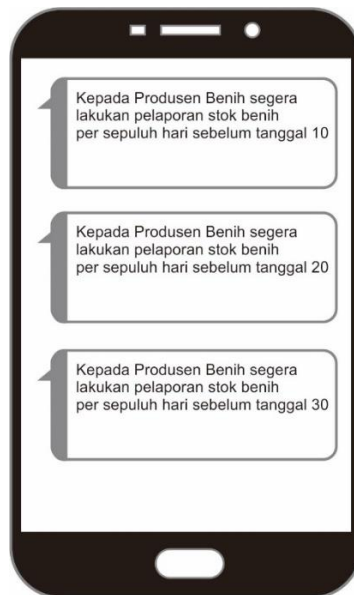 Kepada Produsen Benih segera
lakukan pelaporan stok benih
per sepuluh hari sebelum tanggal 10
Kepada Produsen Benih segera
lakukan pelaporan stok benih
per sepuluh hari sebelum tanggal 20
Kepada Produsen Benih segera
lakukan pelaporan stok benih
per sepuluh hari sebelum tanggal 30